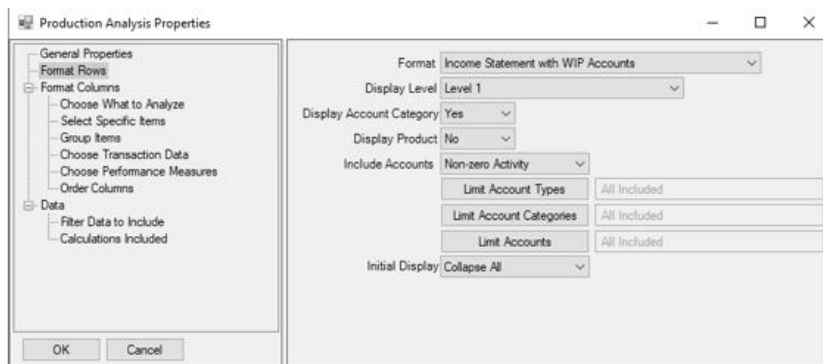 Production Analysis Properties
General Properties
Format Rows
Format Columns
Choose What to Analyze
Select Specific Items
Group Items
Choose Transaction Data
Choose Performance Measures
Order Columns
Data
Filter Data to Include
Calculations Included
OK Cancel
Format Income Statement with WIP Accounts
Display Level Level 1
Display Account Category Yes
Display Product No
Include Accounts Non-zero Activity
Limit Account Types All Included
Limit Account Categories All Included
Limit Accounts All Included
Initial Display Collapse All